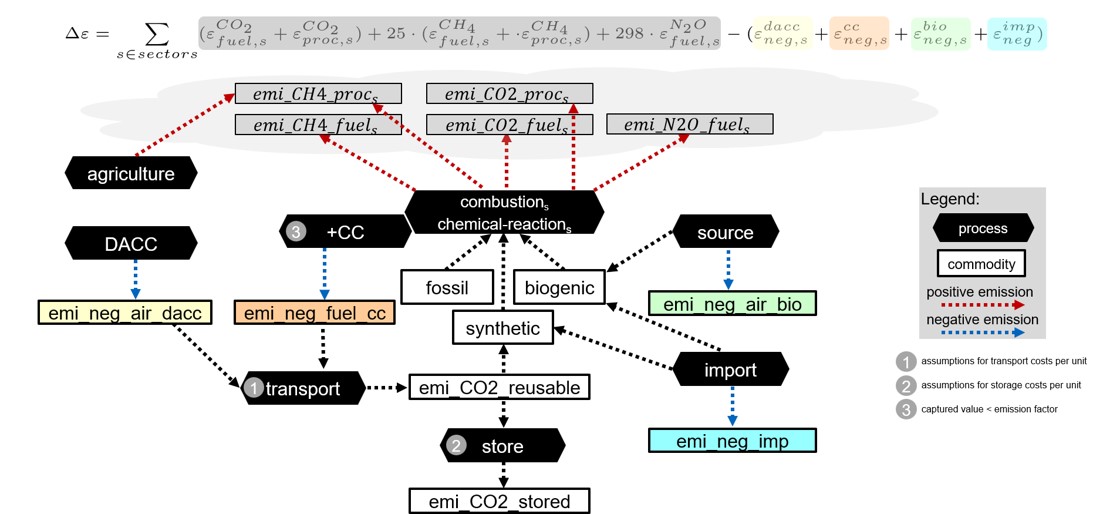 Δε = ∑ s∈sectors (ε^{CO2}_{fuel,s} + ε^{CO2}_{proc,s}) + 25 · (ε^{CH4}_{fuel,s} + ·ε^{CH4}_{proc,s}) + 298 · ε^{N2O}_{fuel,s} − (ε^{dacc}_{neg,s} + ε^{cc}_{neg,s} + ε^{bio}_{neg,s} + ε^{imp}_{neg})
emi_CH4_proc_s
emi_CO2_proc_s
emi_CH4_fuel_s
emi_CO2_fuel_s
emi_N2O_fuel_s
agriculture
combustion_s
chemical-reaction_s
DACC
3 +CC
source
fossil
biogenic
emi_neg_air_dacc
emi_neg_fuel_cc
emi_neg_air_bio
synthetic
import
1 transport
emi_CO2_reusable
emi_neg_imp
2 store
emi_CO2_stored
Legend:
process
commodity
positive emission
negative emission
1 assumptions for transport costs per unit
2 assumptions for storage costs per unit
3 captured value < emission factor